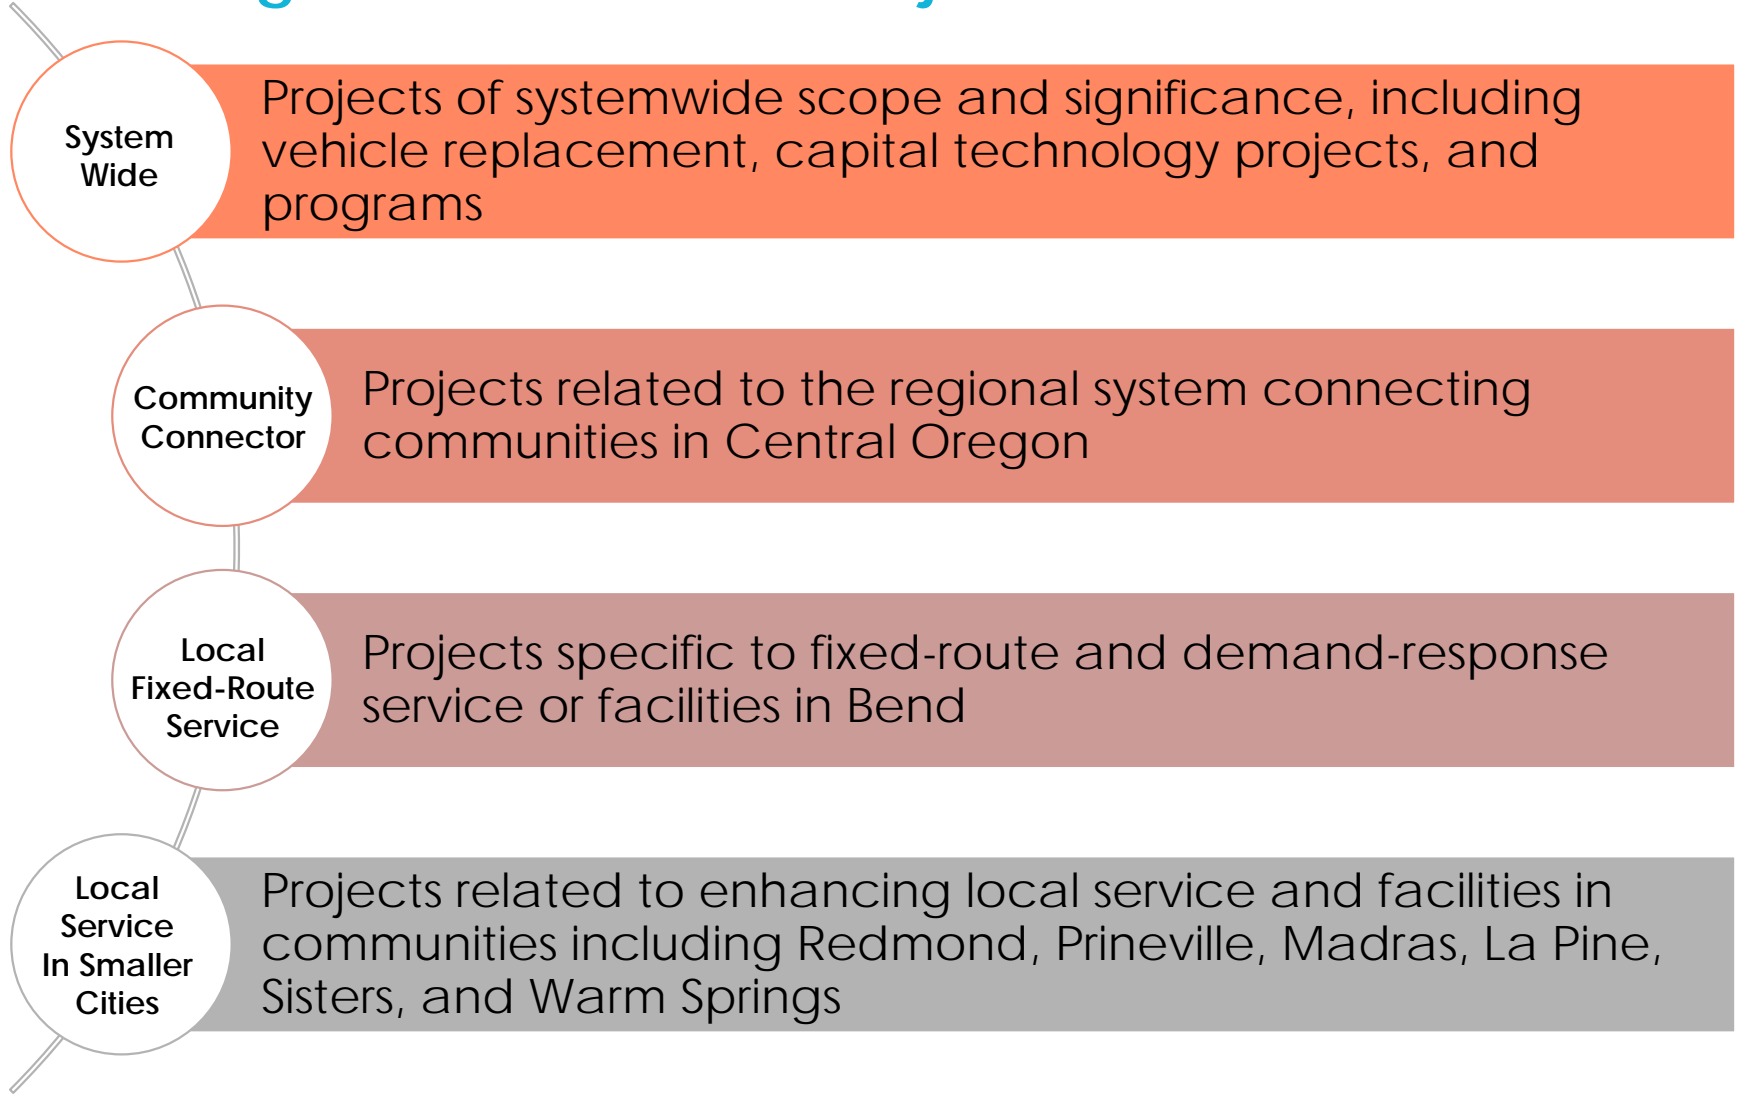 System
Wide
Projects of systemwide scope and significance, including
vehicle replacement, capital technology projects, and
programs
Community
Connector
Projects related to the regional system connecting
communities in Central Oregon
Local
Fixed-Route
Service
Projects specific to fixed-route and demand-response
service or facilities in Bend
Local
Service
In Smaller
Cities
Projects related to enhancing local service and facilities in
communities including Redmond, Prineville, Madras, La Pine,
Sisters, and Warm Springs